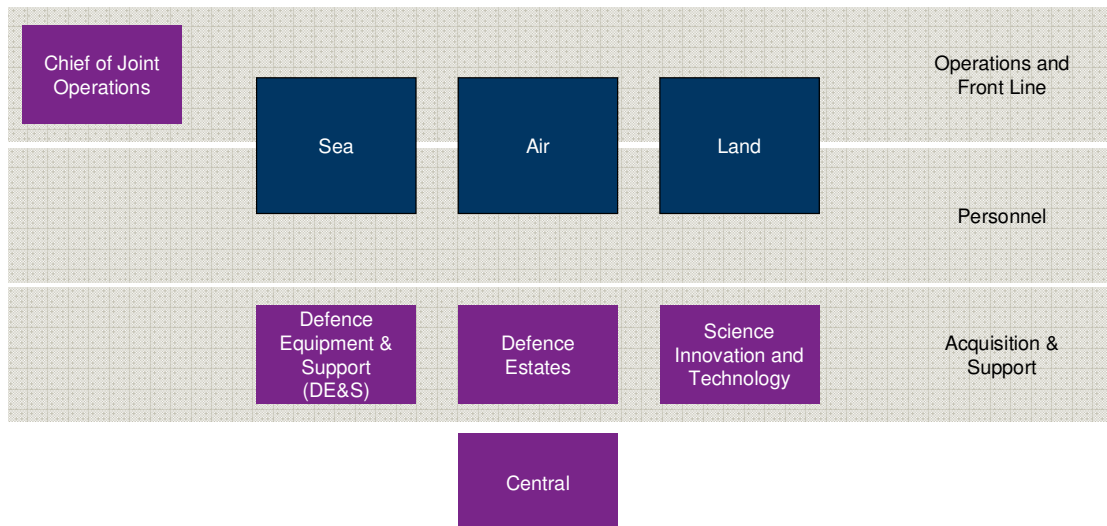 Chief of Joint
Operations
Operations and
Front Line
Sea
Air
Land
Personnel
Defence
Equipment &
Support
(DE&S)
Defence
Estates
Science
Innovation and
Technology
Acquisition &
Support
Central